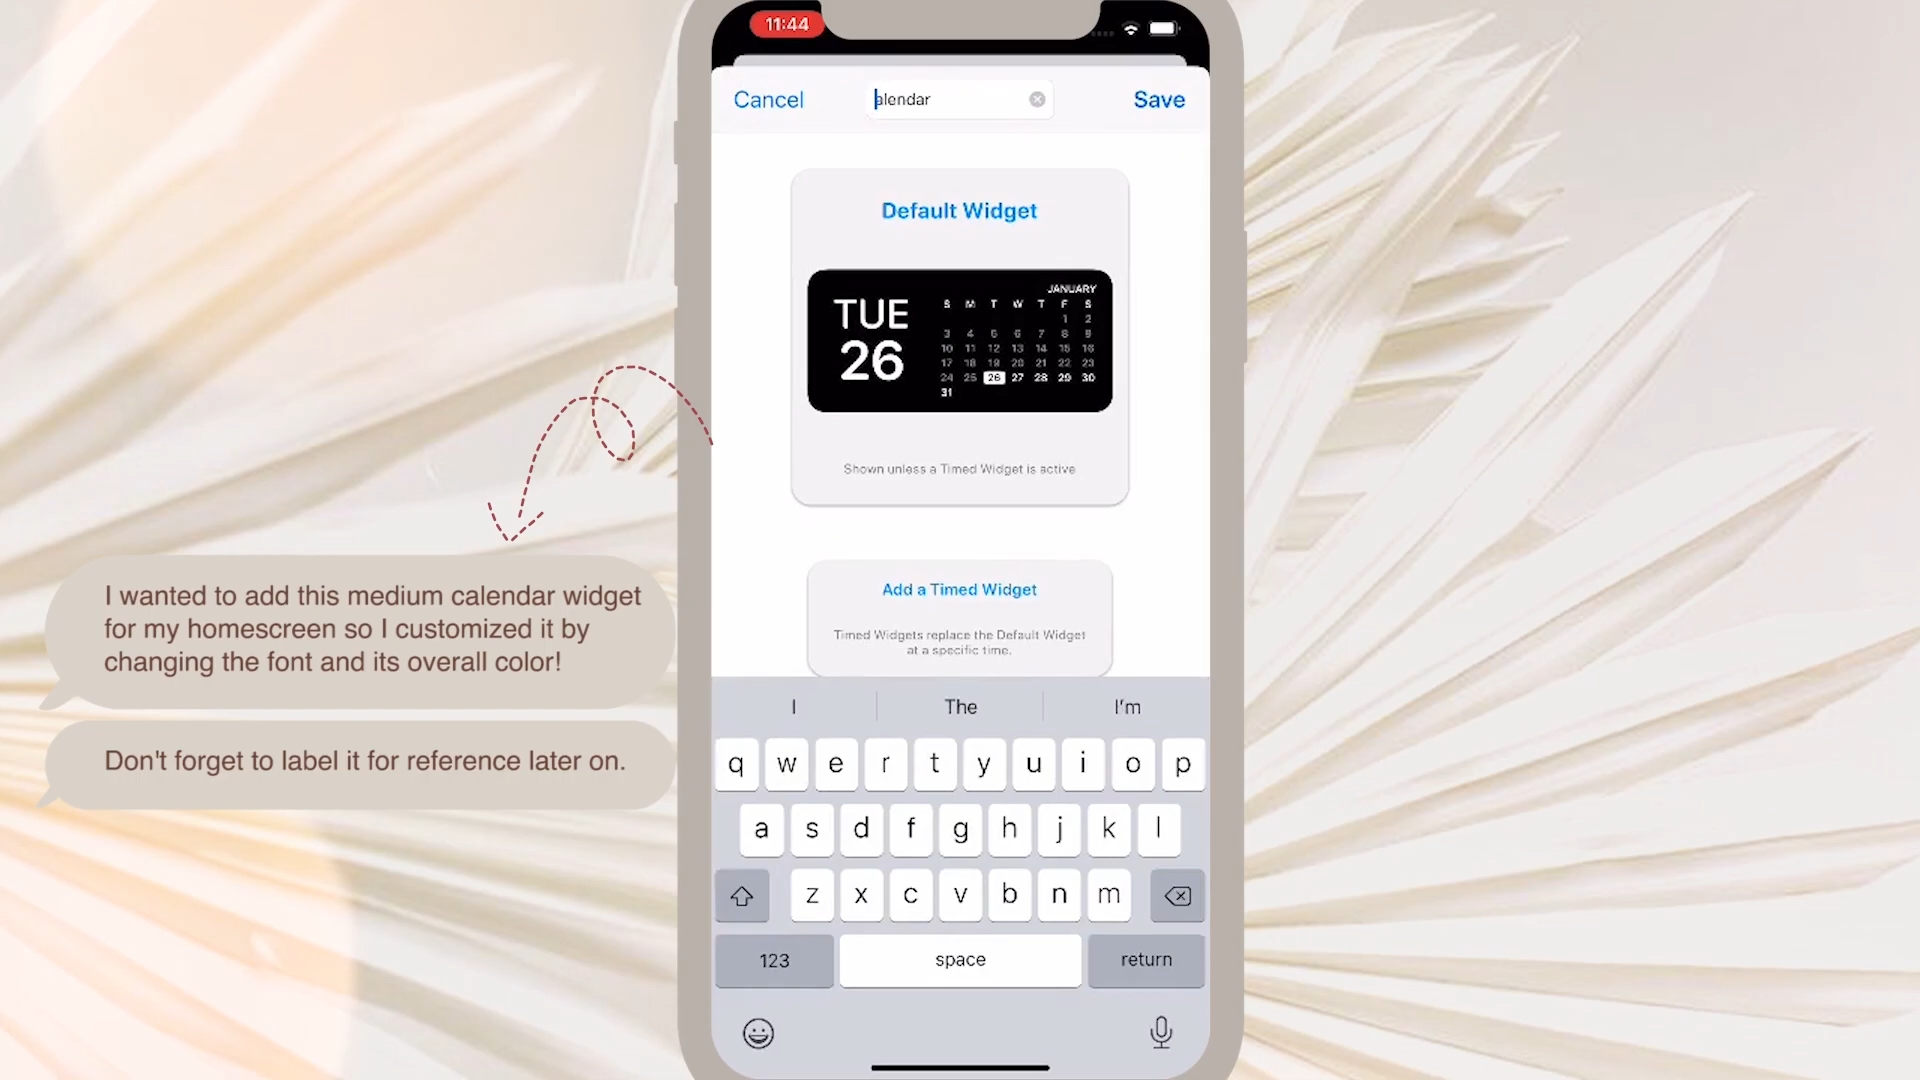 11:44
Cancel
alendar
Save
Default Widget
JANUARY
TUE
26
S M T W T F S
1 2
3 4 5 6 7 8 9
10 11 12 13 14 15 16
17 18 19 20 21 22 23
24 25 26 27 28 29 30
31
Shown unless a Timed Widget is active
Add a Timed Widget
Timed Widgets replace the Default Widget
at a specific time.
I wanted to add this medium calendar widget
for my homescreen so I customized it by
changing the font and its overall color!
Don't forget to label it for reference later on.
I The I'm
q w e r t y u i o p
a s d f g h j k l
z x c v b n m
123 space return